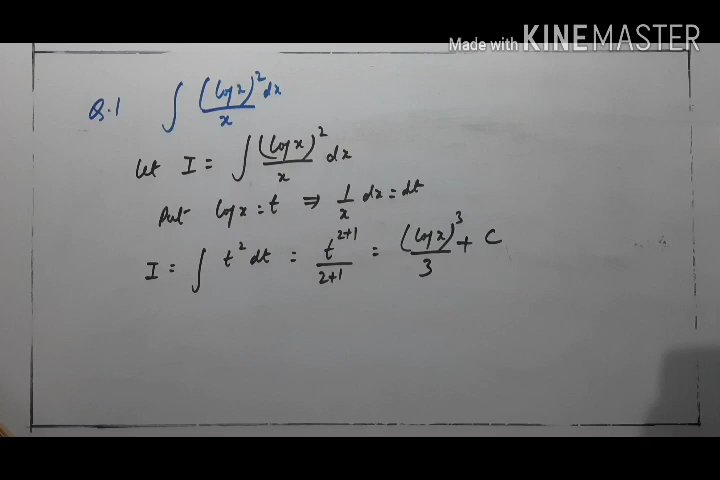 Made with KINEMASTER
Q.1 ∫ (log x)²/x dx
Let I = ∫ (log x)²/x dx
Put log x = t ⇒ 1/x dx = dt
I = ∫ t² dt = t²⁺¹/2+1 = (log x)³/3 + C